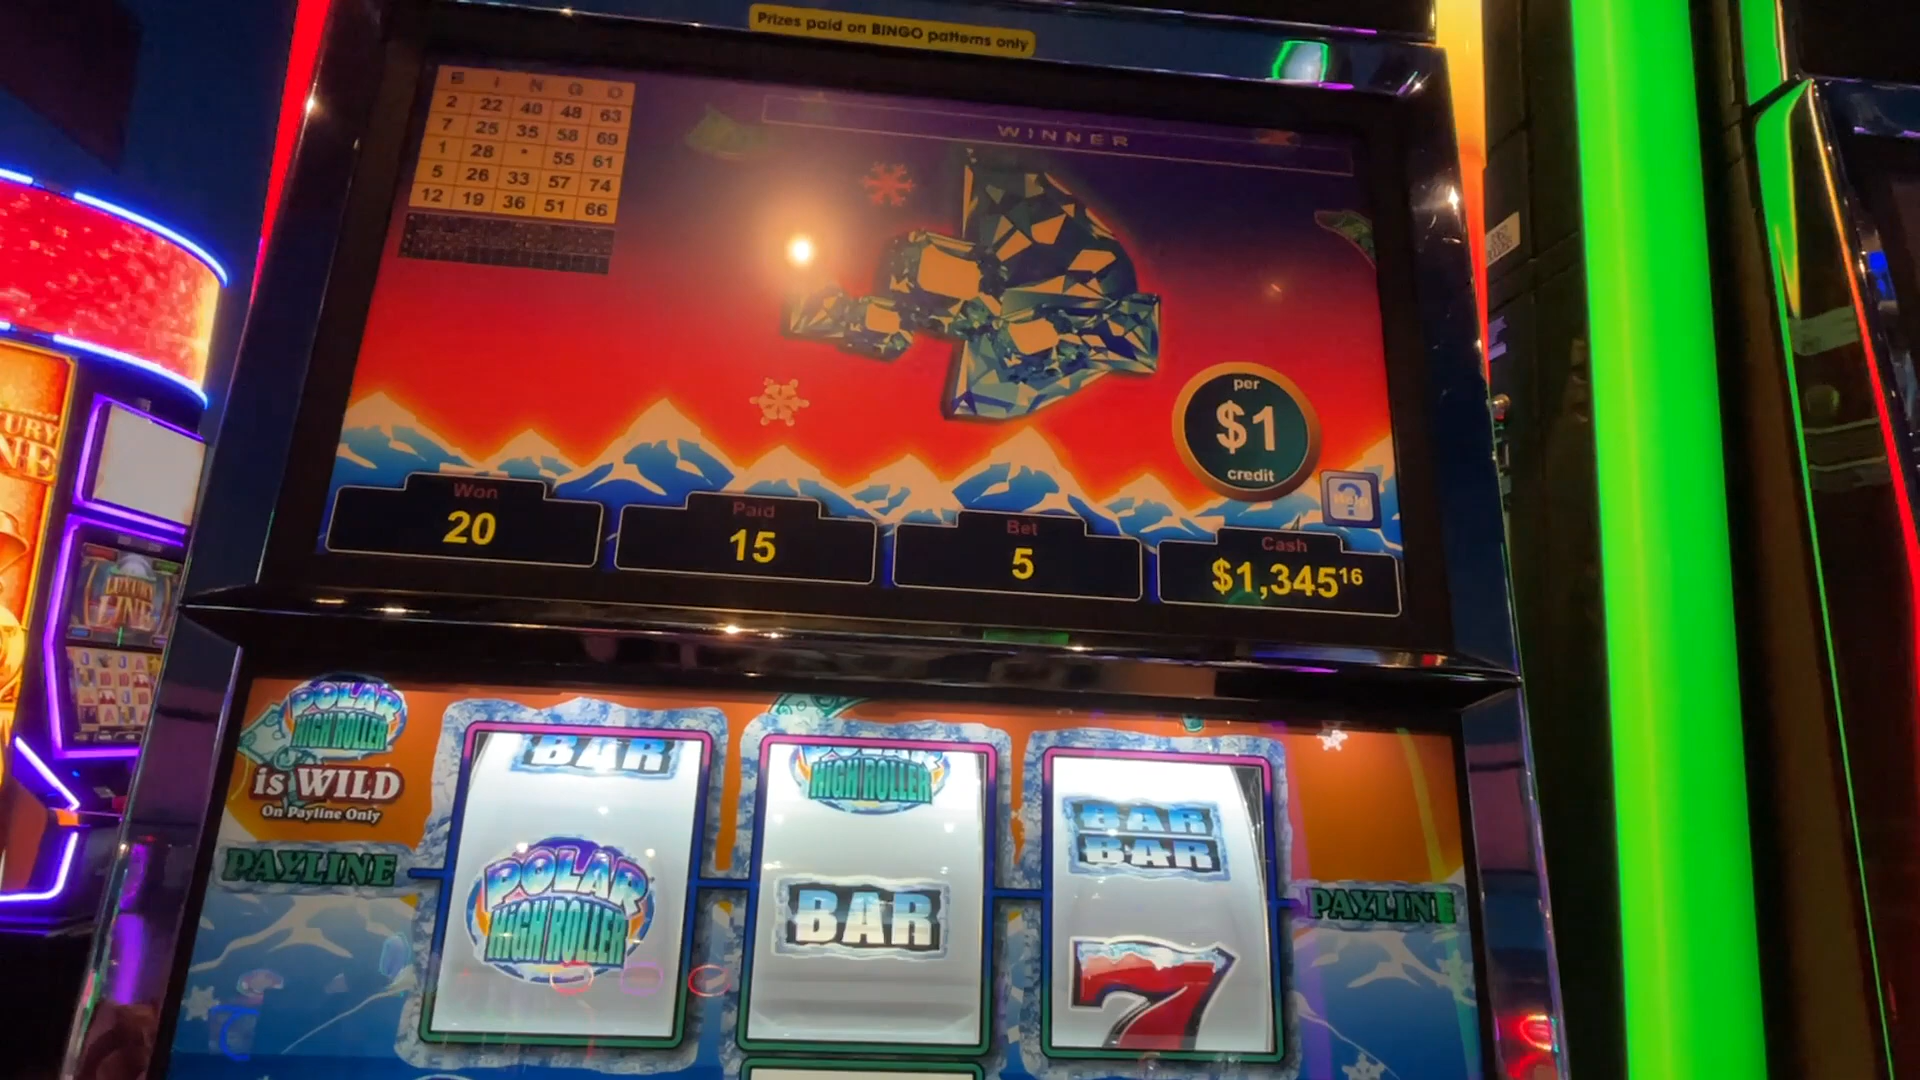 Prizes paid on BINGO patterns only
B I N G O
2 22 40 48 63
7 25 35 58 69
1 28 * 55 61
5 26 33 57 74
12 19 36 51 66
WINNER
per
$1
credit
Won
20
Paid
15
Bet
5
Cash
$1,345 16
?
POLAR
HIGH ROLLER
is WILD
On Payline Only
PAYLINE
BAR
POLAR
HIGH ROLLER
HIGH ROLLER
BAR
BAR
BAR
7
PAYLINE
LUXURY
LINE